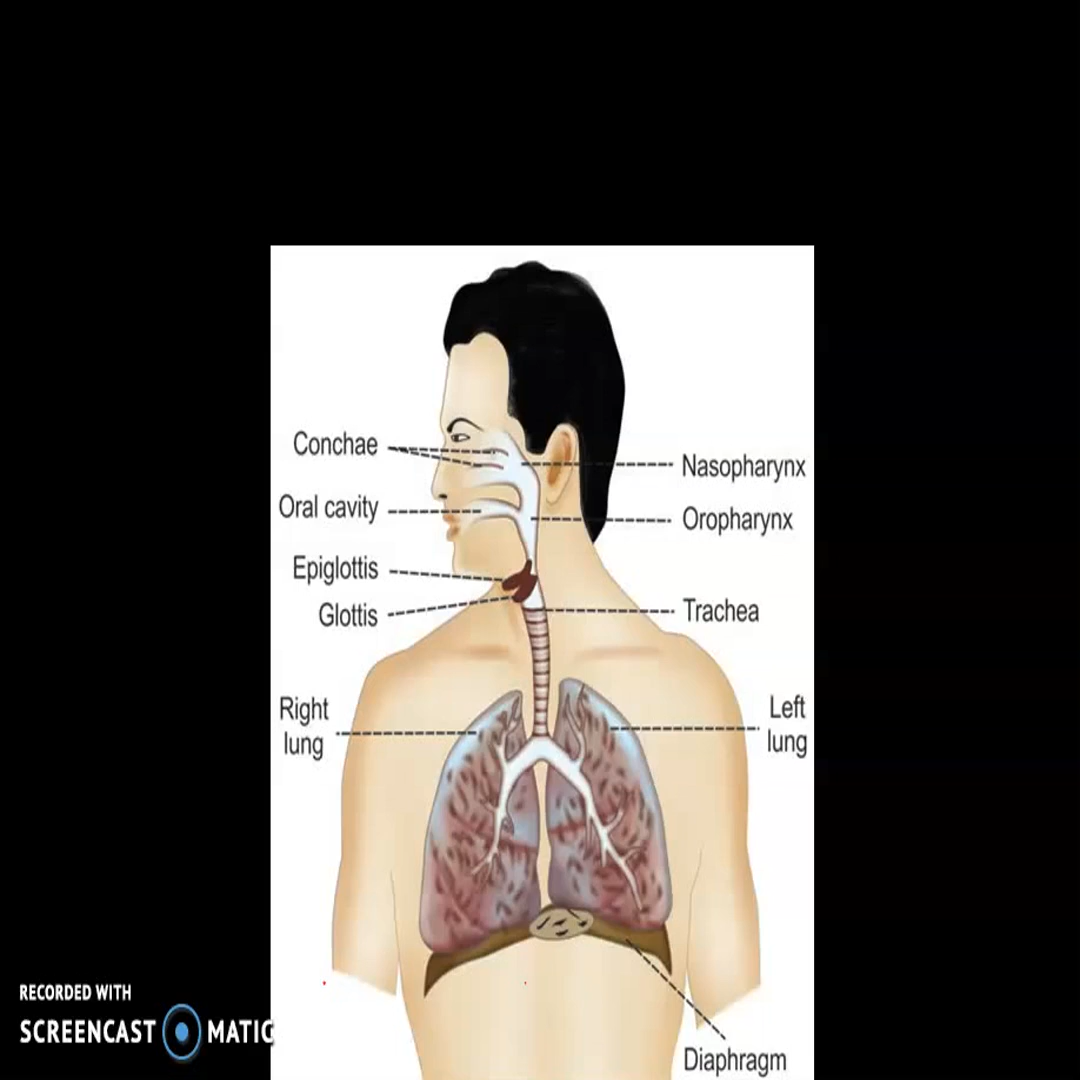 Conchae
Nasopharynx
Oral cavity
Oropharynx
Epiglottis
Glottis
Trachea
Right
lung
Left
lung
Diaphragm
RECORDED WITH
SCREENCAST MATIC